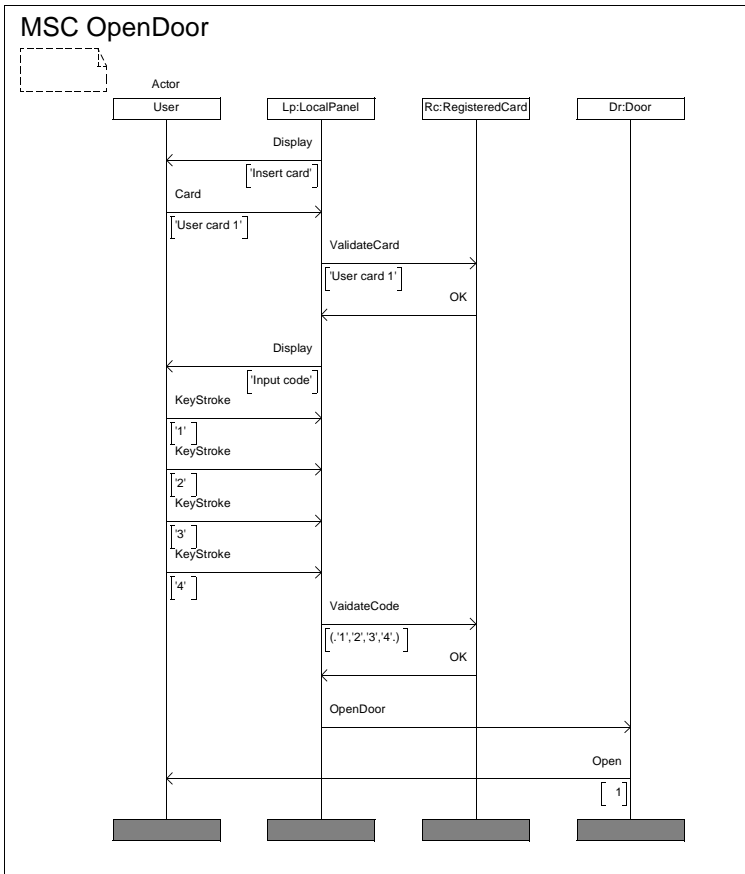 MSC OpenDoor
Actor
User
Lp:LocalPanel
Rc:RegisteredCard
Dr:Door
Display
'Insert card'
Card
'User card 1'
ValidateCard
'User card 1'
OK
Display
'Input code'
KeyStroke
'1'
KeyStroke
'2'
KeyStroke
'3'
KeyStroke
'4'
VaidateCode
(.'1','2','3','4'.)
OK
OpenDoor
Open
1